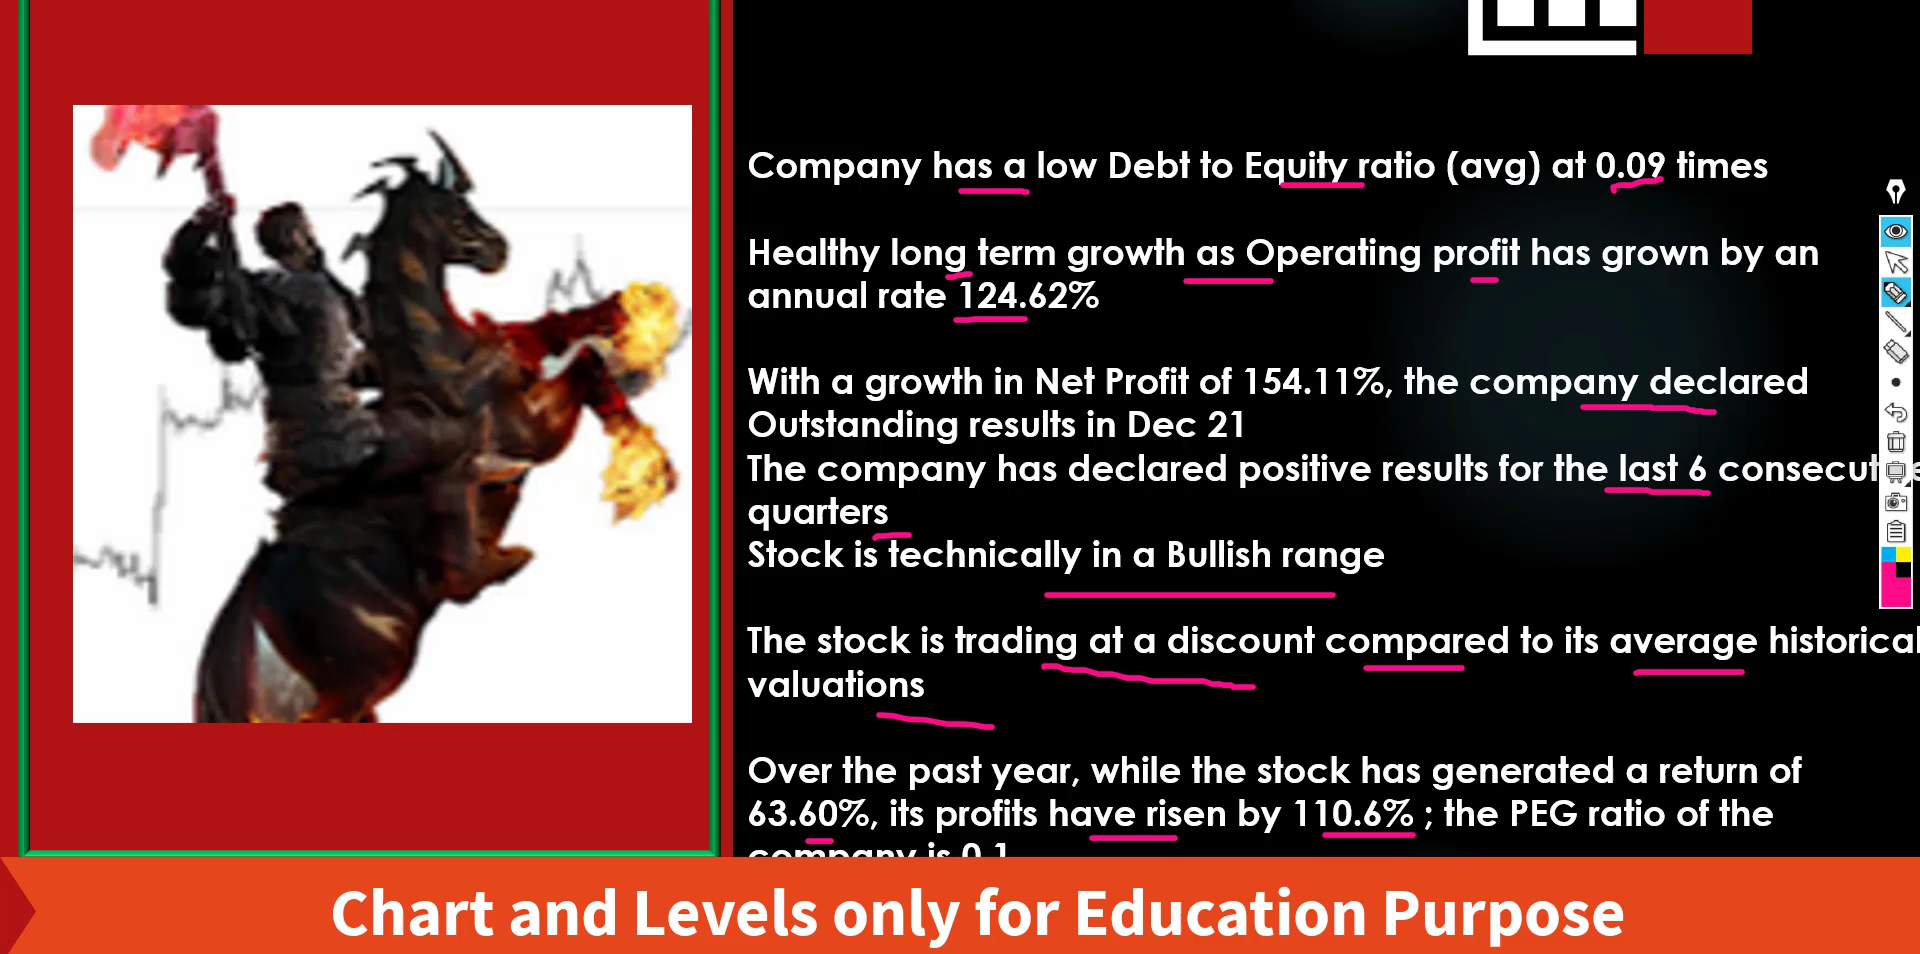 Company has a low Debt to Equity ratio (avg) at 0.09 times
Healthy long term growth as Operating profit has grown by an
annual rate 124.62%
With a growth in Net Profit of 154.11%, the company declared
Outstanding results in Dec 21
The company has declared positive results for the last 6
quarters
Stock is technically in a Bullish range
The stock is trading at a discount compared to its average historical
valuations
Over the past year, while the stock has generated a return of
63.60%, its profits have risen by 110.6% ; the PEG ratio of the
company is 0.1
Chart and Levels only for Education Purpose